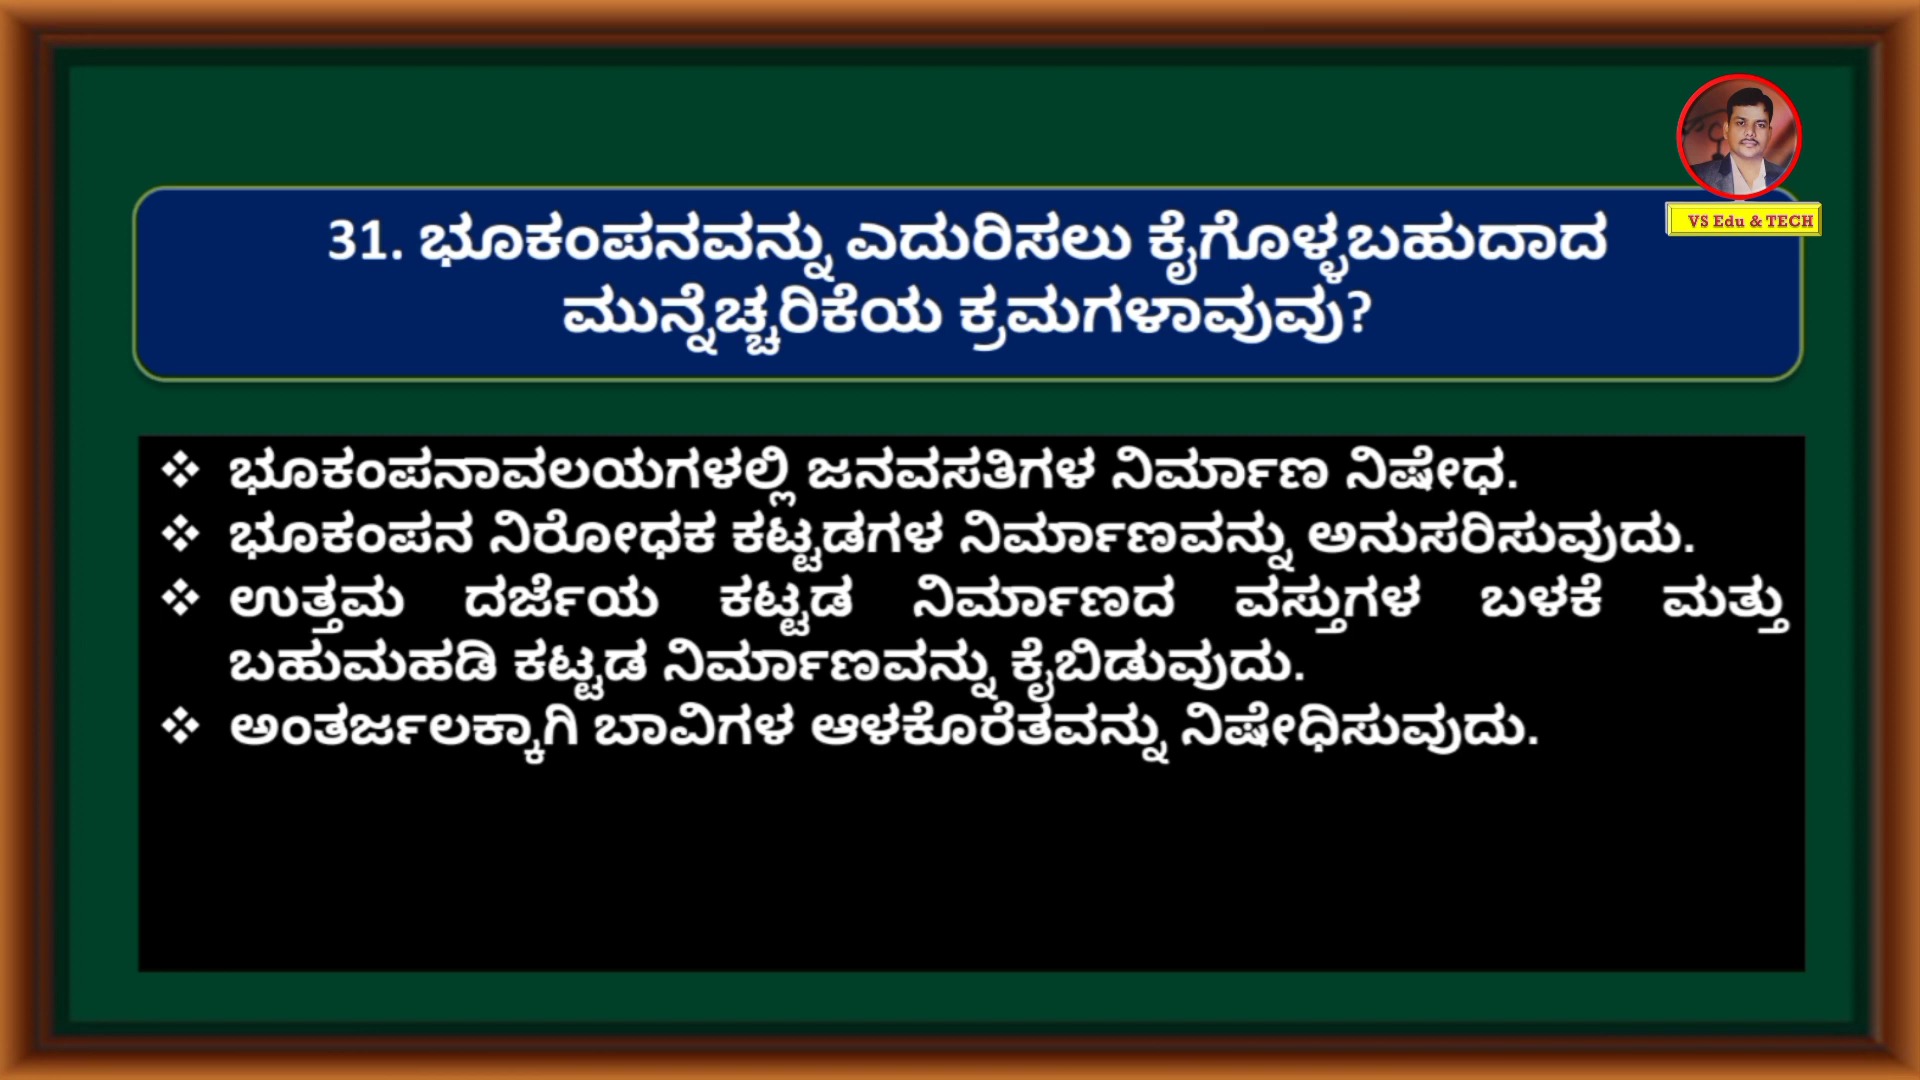 VS Edu & TECH
31. ಭೂಕಂಪನವನ್ನು ಎದುರಿಸಲು ಕೈಗೊಳ್ಳಬಹುದಾದ
ಮುನ್ನೆಚ್ಚರಿಕೆಯ ಕ್ರಮಗಳಾವುವು?
❖ ಭೂಕಂಪನಾವಲಯಗಳಲ್ಲಿ ಜನವಸತಿಗಳ ನಿರ್ಮಾಣ ನಿಷೇಧ.
❖ ಭೂಕಂಪನ ನಿರೋಧಕ ಕಟ್ಟಡಗಳ ನಿರ್ಮಾಣವನ್ನು ಅನುಸರಿಸುವುದು.
❖ ಉತ್ತಮ ದರ್ಜೆಯ ಕಟ್ಟಡ ನಿರ್ಮಾಣದ ವಸ್ತುಗಳ ಬಳಕೆ ಮತ್ತು
ಬಹುಮಹಡಿ ಕಟ್ಟಡ ನಿರ್ಮಾಣವನ್ನು ಕೈಬಿಡುವುದು.
❖ ಅಂತರ್ಜಲಕ್ಕಾಗಿ ಬಾವಿಗಳ ಆಳಕೊರೆತವನ್ನು ನಿಷೇಧಿಸುವುದು.